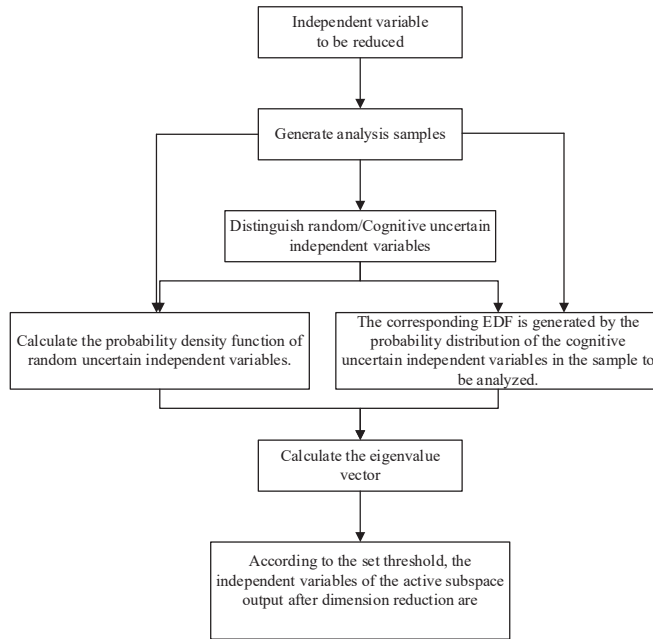 Independent variable
to be reduced
Generate analysis samples
Distinguish random/Cognitive uncertain
independent variables
Calculate the probability density function of
random uncertain independent variables.
The corresponding EDF is generated by the
probability distribution of the cognitive
uncertain independent variables in the sample to
be analyzed.
Calculate the eigenvalue
vector
According to the set threshold, the
independent variables of the active subspace
output after dimension reduction are